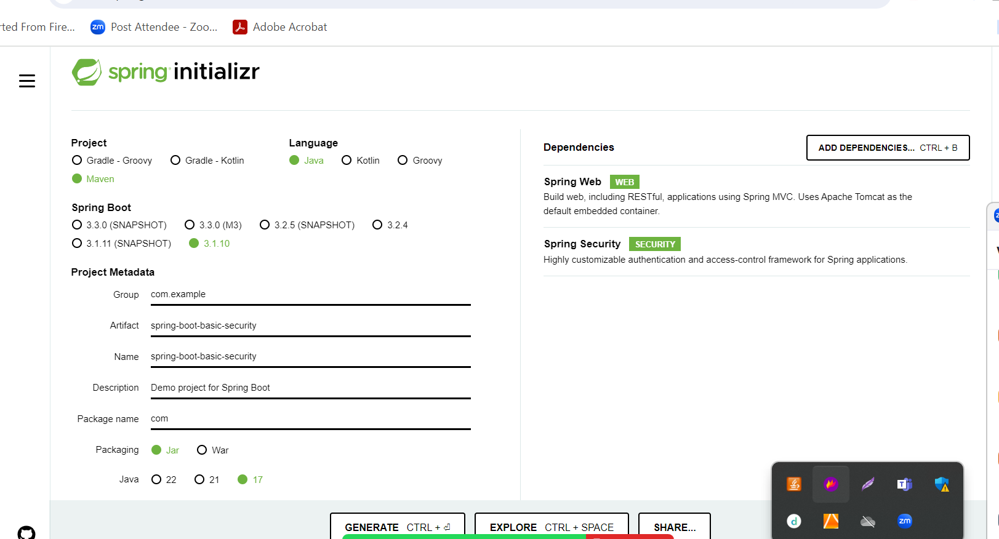 rted From Fire...
zm Post Attendee - Zoo...
Adobe Acrobat
spring initializr
Project
Gradle - Groovy Gradle - Kotlin
Maven
Language
Java Kotlin Groovy
Spring Boot
3.3.0 (SNAPSHOT) 3.3.0 (M3) 3.2.5 (SNAPSHOT) 3.2.4
3.1.11 (SNAPSHOT) 3.1.10
Project Metadata
Group com.example
Artifact spring-boot-basic-security
Name spring-boot-basic-security
Description Demo project for Spring Boot
Package name com
Packaging Jar War
Java 22 21 17
Dependencies
ADD DEPENDENCIES... CTRL + B
Spring Web WEB
Build web, including RESTful, applications using Spring MVC. Uses Apache Tomcat as the
default embedded container.
Spring Security SECURITY
Highly customizable authentication and access-control framework for Spring applications.
GENERATE CTRL + ⏎
EXPLORE CTRL + SPACE
SHARE...
T
d
zm